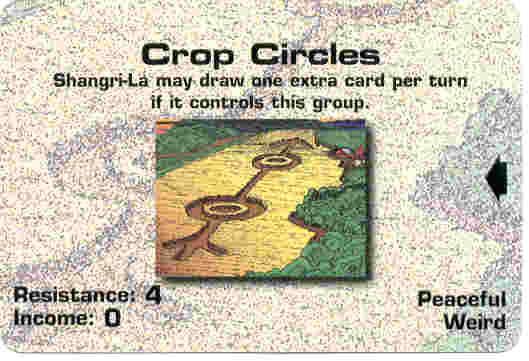 Crop Circles
Shangri-La may draw one extra card per turn
if it controls this group.
Resistance: 4
Income: 0
Peaceful
Weird